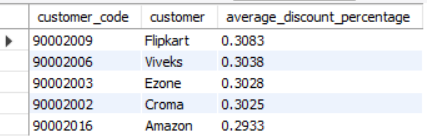 customer_code customer average_discount_percentage
90002009 Flipkart 0.3083
90002006 Viveks 0.3038
90002003 Ezone 0.3028
90002002 Croma 0.3025
90002016 Amazon 0.2933